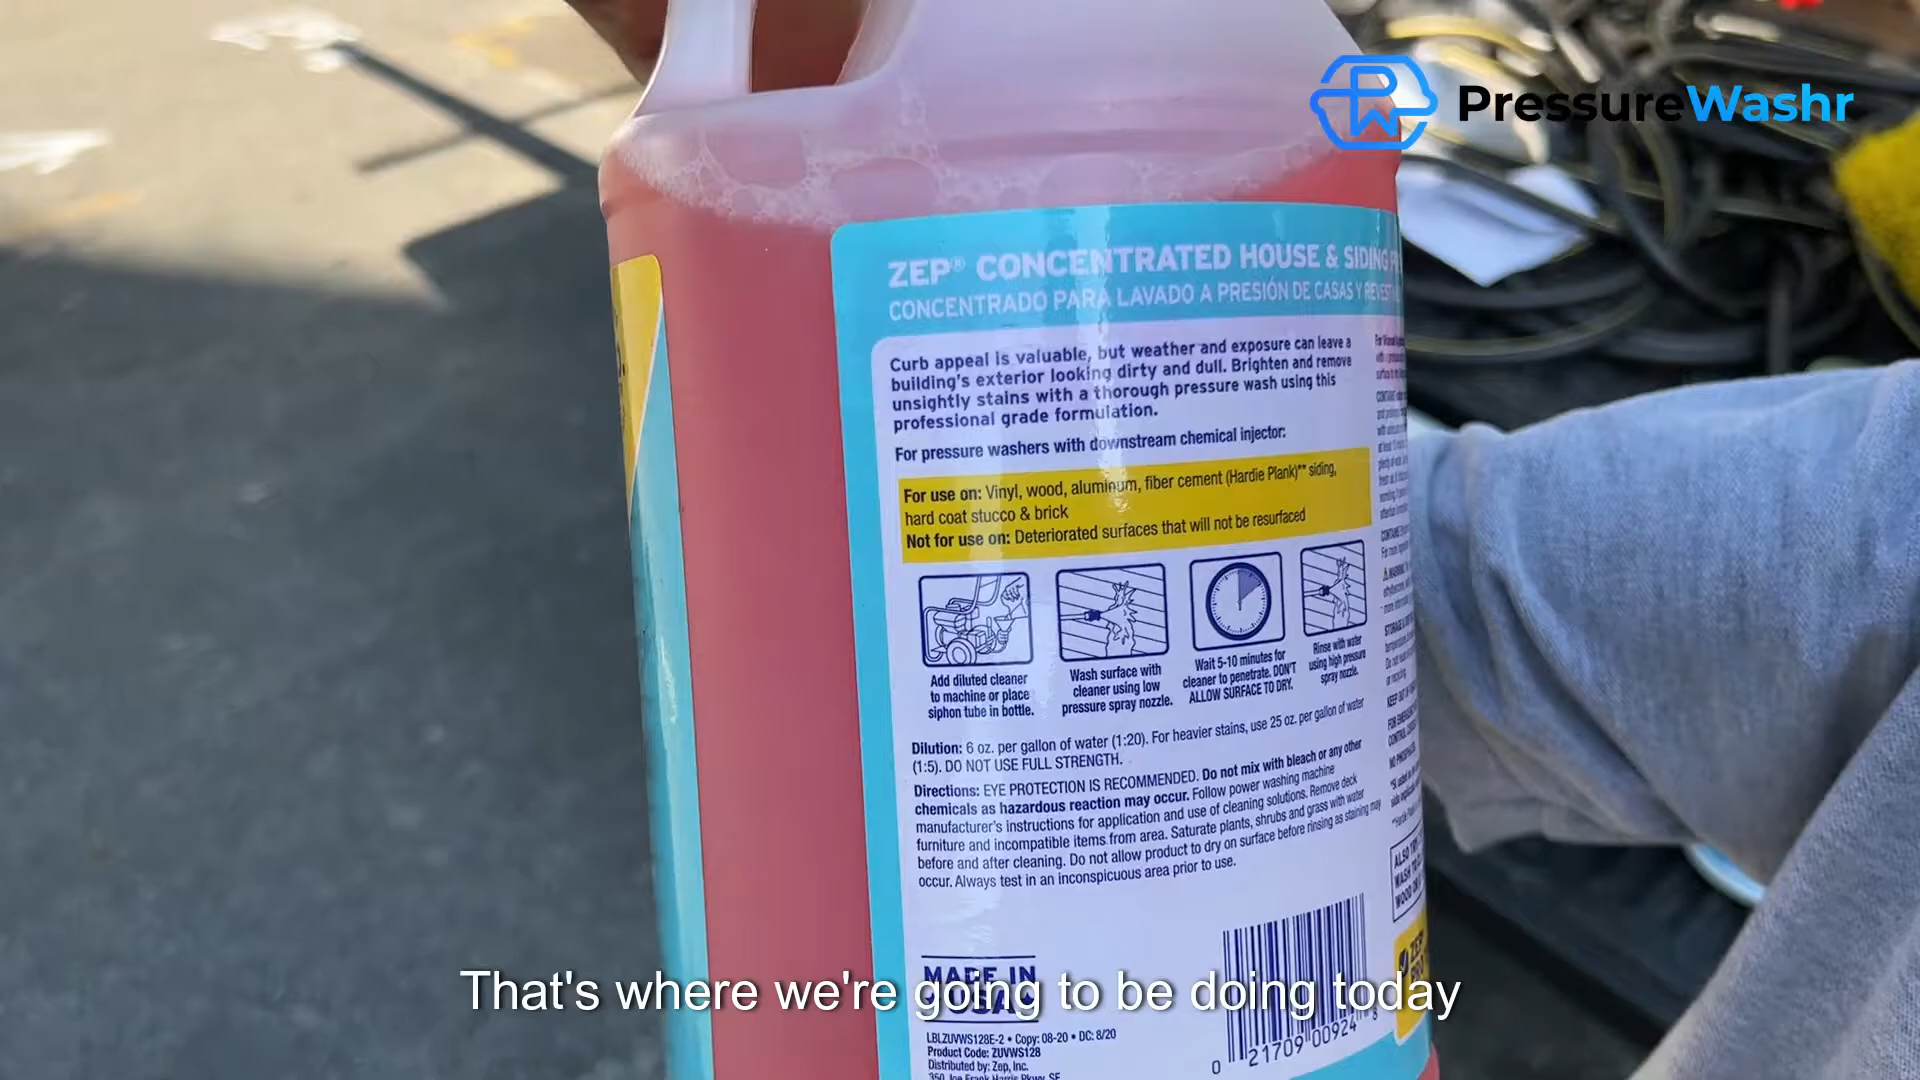 PressureWashr
ZEP® CONCENTRATED HOUSE & SIDING
CONCENTRADO PARA LAVADO A PRESIÓN DE CASAS Y
Curb appeal is valuable, but weather and exposure can leave a
building's exterior looking dirty and dull. Brighten and remove
unsightly stains with a thorough pressure wash using this
professional grade formulation.
For pressure washers with downstream chemical injector:
For use on: Vinyl, wood, aluminum, fiber cement (Hardie Plank)** siding,
hard coat stucco & brick
Not for use on: Deteriorated surfaces that will not be resurfaced
Add diluted cleaner
to machine or place
siphon tube in bottle.
Wash surface with
cleaner using low
pressure spray nozzle.
Wait 5-10 minutes for
cleaner to penetrate. DON'T
ALLOW SURFACE TO DRY.
Rinse with water
using high pressure
spray nozzle.
Dilution: 6 oz. per gallon of water (1:20). For heavier stains, use 25 oz. per gallon of water
(1:5). DO NOT USE FULL STRENGTH.
Directions: EYE PROTECTION IS RECOMMENDED. Do not mix with bleach or any other
chemicals as hazardous reaction may occur. Follow power washing machine
manufacturer's instructions for application and use of cleaning solutions. Remove deck
furniture and incompatible items from area. Saturate plants, shrubs and grass with water
before and after cleaning. Do not allow product to dry on surface before rinsing as staining may
occur. Always test in an inconspicuous area prior to use.
MADE IN
USA
That's where we're going to be doing today
LBLZUVWS128E-2 • Copy: 08-20 • DC: 8/20
Product Code: ZUVWS128
Distributed by: Zep, Inc.
350 Joe Frank Harris Pkwy, SE
0 21709 00924 8